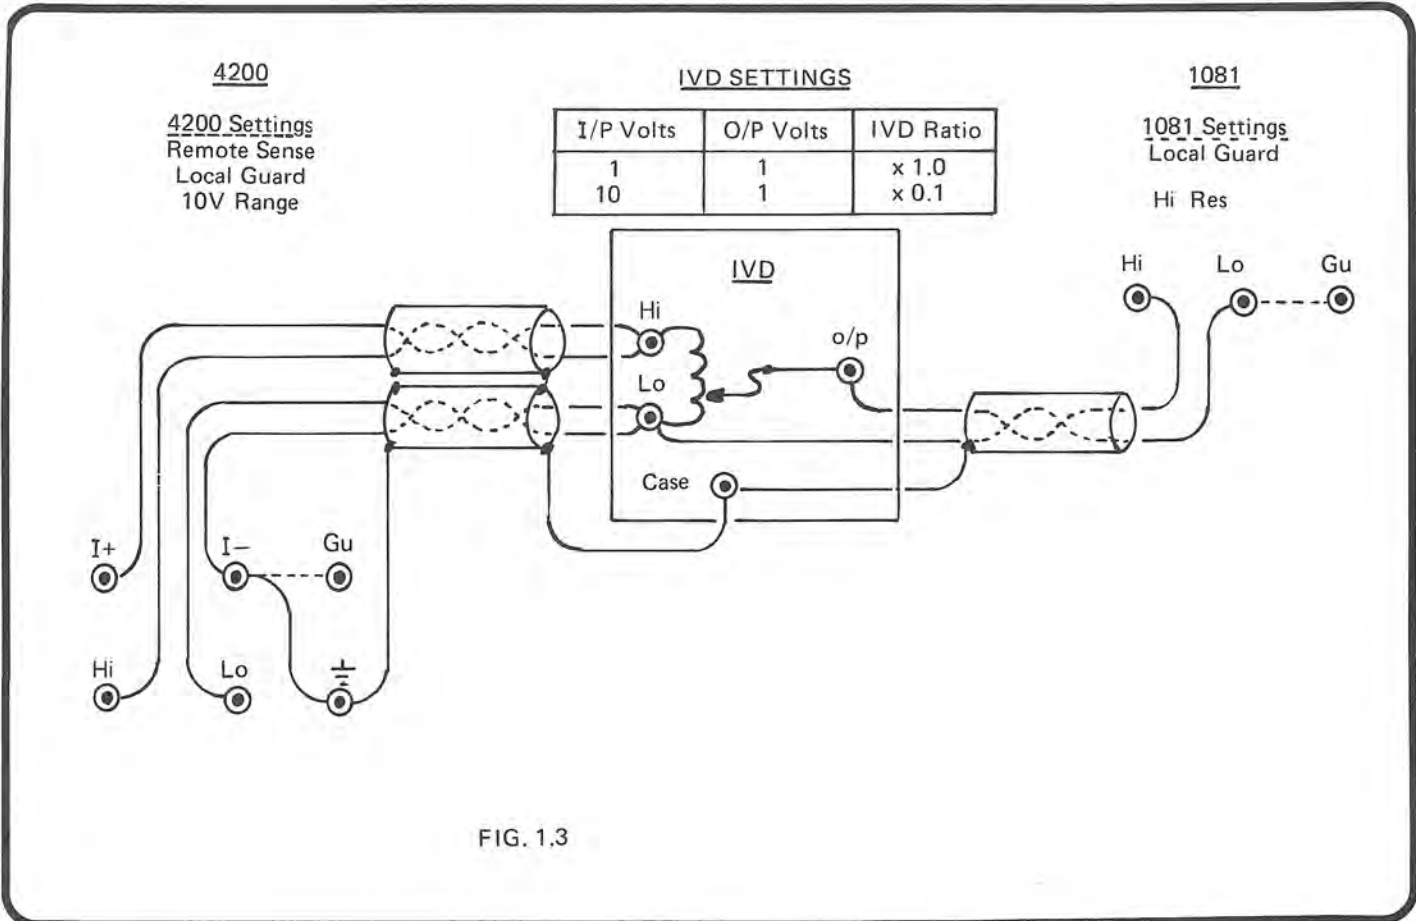 4200
4200 Settings
Remote Sense
Local Guard
10V Range
IVD SETTINGS
I/P Volts O/P Volts IVD Ratio
1 1 x 1.0
10 1 x 0.1
1081
1081 Settings
Local Guard
Hi Res
IVD
Hi
Lo
o/p
Case
Hi Lo Gu
I+ I− Gu
Hi Lo
FIG. 1.3